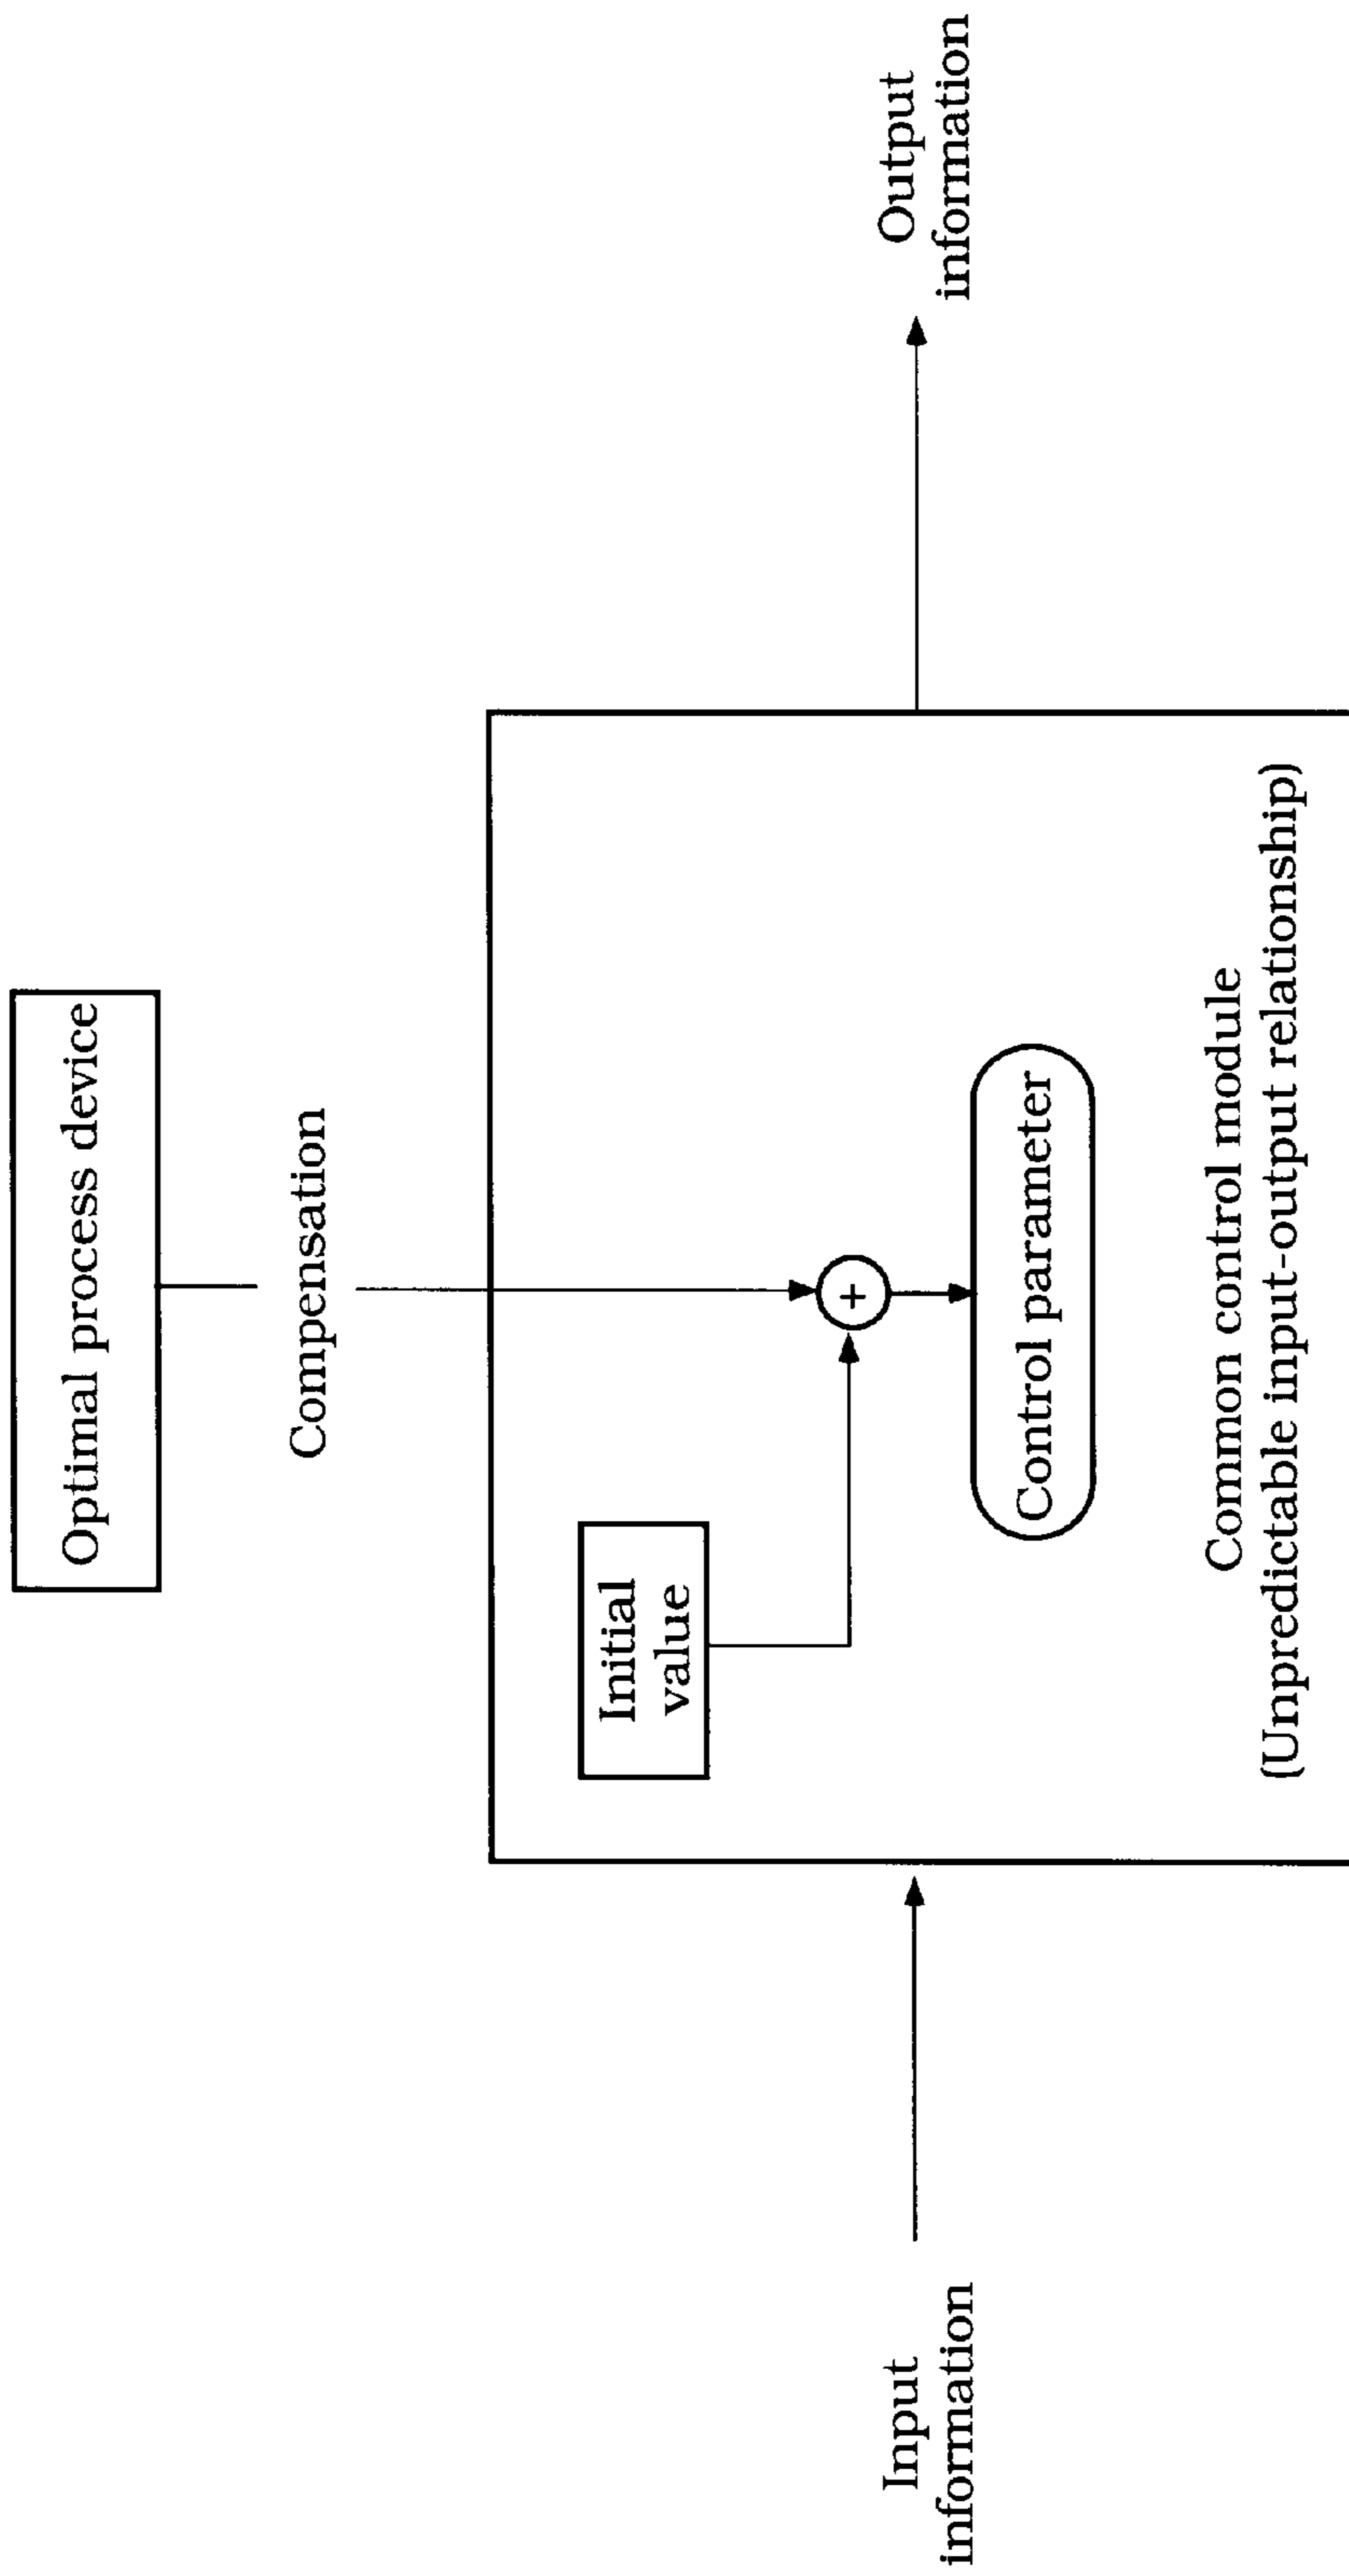 Optimal process device
Compensation
Initial
value
+
Control parameter
Input
information
Output
information
Common control module
(Unpredictable input-output relationship)